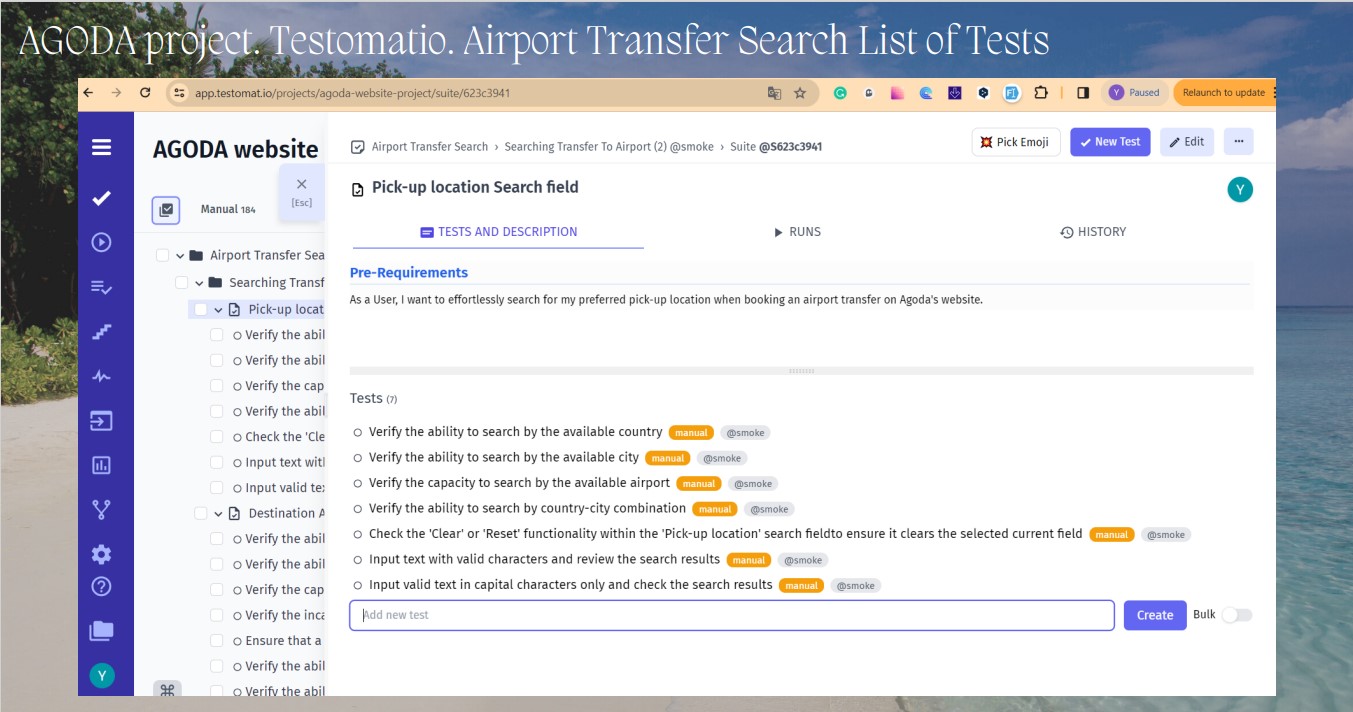 AGODA project. Testomatio. Airport Transfer Search List of Tests
app.testomat.io/projects/agoda-website-project/suite/623c3941
Y Paused
Relaunch to update
AGODA website
[Esc]
Manual 184
Airport Transfer Sea
Searching Transf
Pick-up locat
Verify the abil
Verify the abil
Verify the cap
Verify the abil
Check the 'Cle
Input text with
Input valid tex
Destination A
Verify the abil
Verify the abil
Verify the cap
Verify the inca
Ensure that a
Verify the abil
Verify the abil
Y
Airport Transfer Search › Searching Transfer To Airport (2) @smoke › Suite @S623c3941
Pick Emoji
New Test
Edit
Pick-up location Search field
Y
TESTS AND DESCRIPTION
RUNS
HISTORY
Pre-Requirements
As a User, I want to effortlessly search for my preferred pick-up location when booking an airport transfer on Agoda's website.
Tests (7)
Verify the ability to search by the available country manual @smoke
Verify the ability to search by the available city manual @smoke
Verify the capacity to search by the available airport manual @smoke
Verify the ability to search by country-city combination manual @smoke
Check the 'Clear' or 'Reset' functionality within the 'Pick-up location' search fieldto ensure it clears the selected current field manual @smoke
Input text with valid characters and review the search results manual @smoke
Input valid text in capital characters only and check the search results manual @smoke
Add new test
Create
Bulk